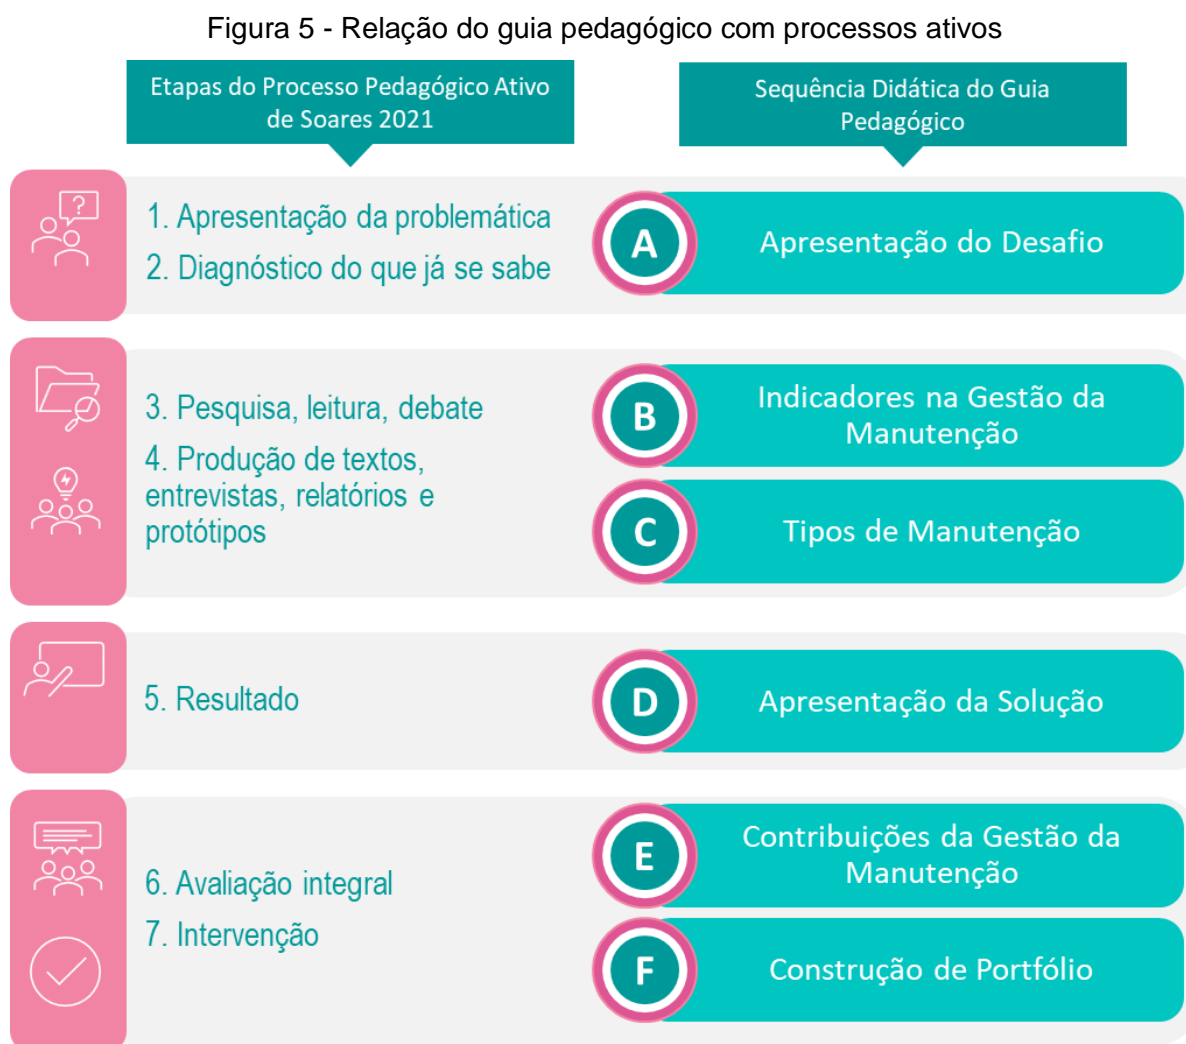 Figura 5 - Relação do guia pedagógico com processos ativos
Etapas do Processo Pedagógico Ativo
de Soares 2021
Sequência Didática do Guia
Pedagógico
?
1. Apresentação da problemática
2. Diagnóstico do que já se sabe
A
Apresentação do Desafio
3. Pesquisa, leitura, debate
4. Produção de textos,
entrevistas, relatórios e
protótipos
B
Indicadores na Gestão da
Manutenção
C
Tipos de Manutenção
5. Resultado
D
Apresentação da Solução
6. Avaliação integral
7. Intervenção
E
Contribuições da Gestão da
Manutenção
F
Construção de Portfólio